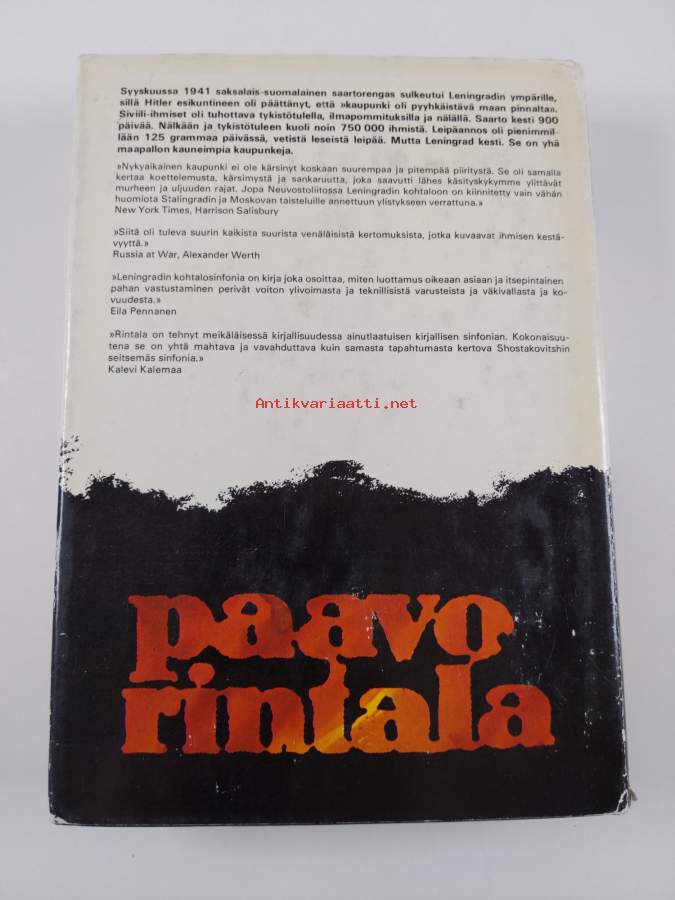 Syyskuussa 1941 saksalais-suomalainen saartorengas sulkeutui Leningradin ympärille,
sillä Hitler esikuntineen oli päättänyt, että »kaupunki oli pyyhkäistävä maan pinnalta».
Siviili-ihmiset oli tuhottava tykistötulella, ilmapommituksilla ja nälällä. Saarto kesti 900
päivää. Nälkään ja tykistötuleen kuoli noin 750 000 ihmistä. Leipäannos oli pienimmil-
lään 125 grammaa päivässä, vetistä leseistä leipää. Mutta Leningrad kesti. Se on yhä
maapallon kauneimpia kaupunkeja.
»Nykyaikainen kaupunki ei ole kärsinyt koskaan suurempaa ja pitempää piiritystä. Se oli samalla
kertaa koettelemusta, kärsimystä ja sankaruutta, joka saavutti lähes käsityskykymme ylittävät
murheen ja uljuuden rajat. Jopa Neuvostoliitossa Leningradin kohtaloon on kiinnitetty vain vähän
huomiota Stalingradin ja Moskovan taisteluille annettuun ylistykseen verrattuna.»
New York Times, Harrison Salisbury
»Siitä oli tuleva suurin kaikista suurista venäläisistä kertomuksista, jotka kuvaavat ihmisen kestä-
vyyttä.»
Russia at War, Alexander Werth
»Leningradin kohtalosinfonia on kirja joka osoittaa, miten luottamus oikeaan asiaan ja itsepintainen
pahan vastustaminen perivät voiton ylivoimasta ja teknillisistä varusteista ja väkivallasta ja ko-
vuudesta.»
Eila Pennanen
»Rintala on tehnyt meikäläisessä kirjallisuudessa ainutlaatuisen kirjallisen sinfonian. Kokonaisuu-
tena se on yhtä mahtava ja vavahduttava kuin samasta tapahtumasta kertova Shostakovitshin
seitsemäs sinfonia.»
Kalevi Kalemaa
Antikvariaatti.net
paavo
rintala